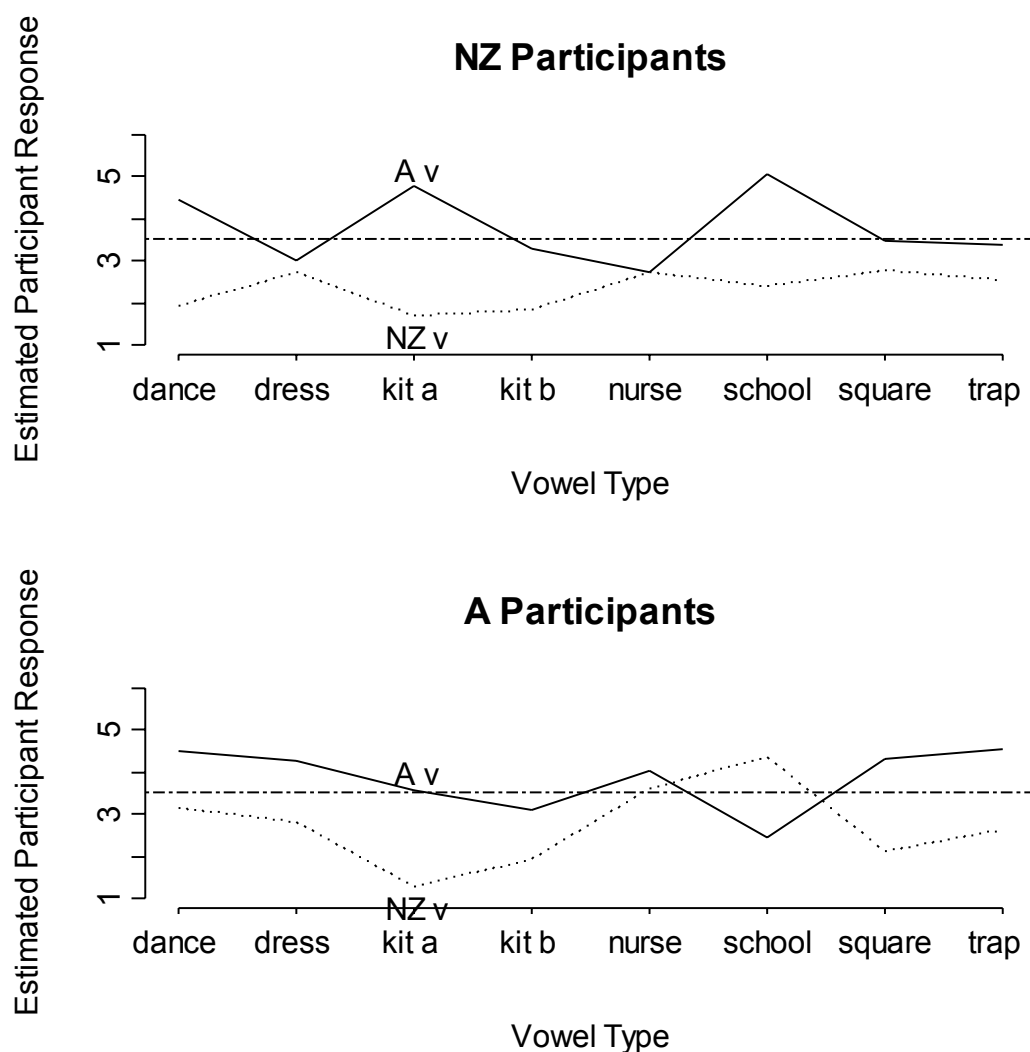 NZ Participants
Estimated Participant Response
5
3
1
A v
NZ v
dance dress kit a kit b nurse school square trap
Vowel Type
A Participants
Estimated Participant Response
5
3
1
A v
NZ v
dance dress kit a kit b nurse school square trap
Vowel Type